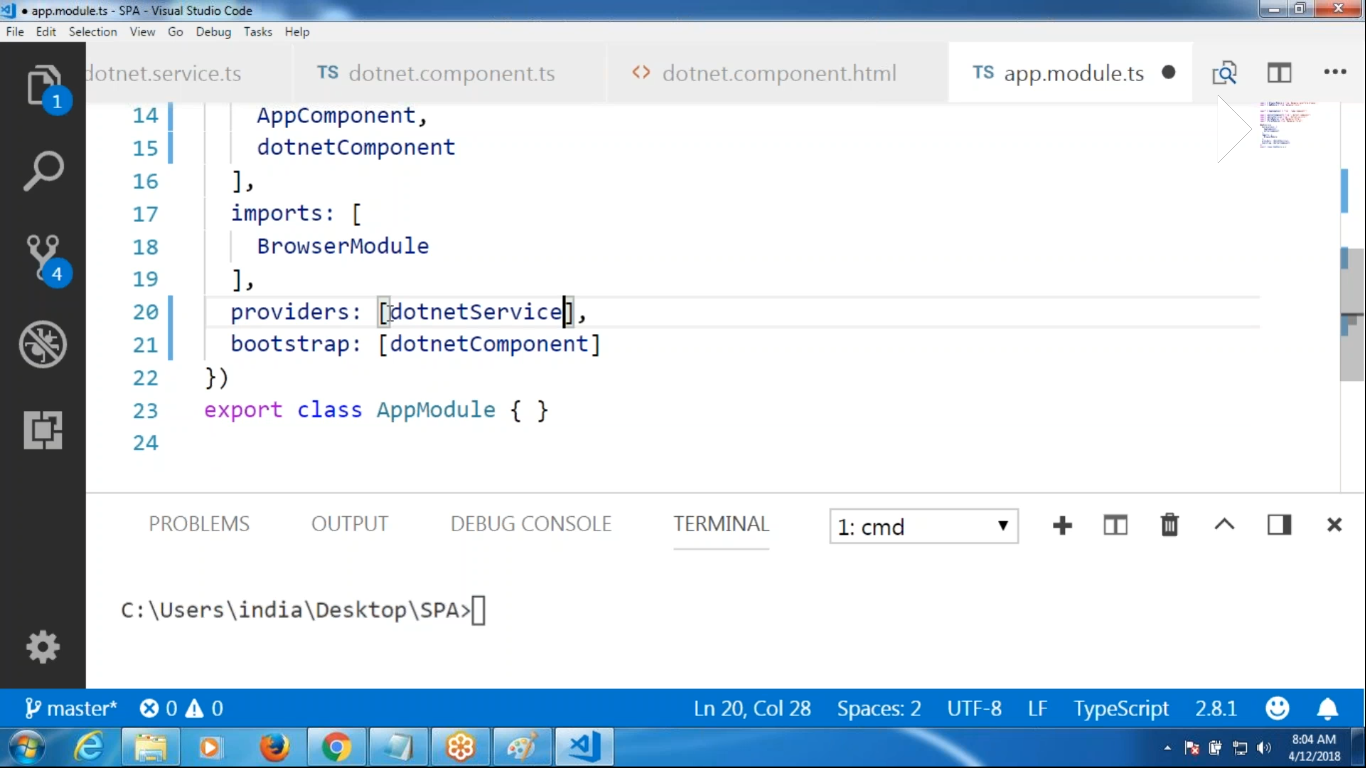 ● app.module.ts - SPA - Visual Studio Code
File Edit Selection View Go Debug Tasks Help
dotnet.service.ts TS dotnet.component.ts <> dotnet.component.html TS app.module.ts ●
1
14 AppComponent,
15 dotnetComponent
16 ],
17 imports: [
18 BrowserModule
19 ],
4
20 providers: [dotnetService],
21 bootstrap: [dotnetComponent]
22 })
23 export class AppModule { }
24
PROBLEMS OUTPUT DEBUG CONSOLE TERMINAL 1: cmd
C:\Users\india\Desktop\SPA>
master* 0 0 Ln 20, Col 28 Spaces: 2 UTF-8 LF TypeScript 2.8.1
8:04 AM
4/12/2018